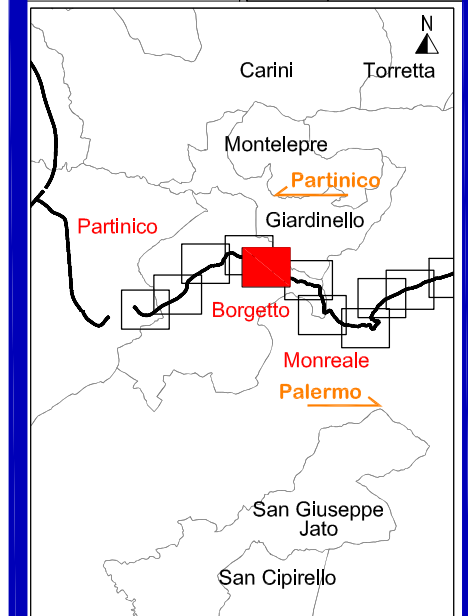 N
Carini
Torretta
Montelepre
Partinico
Partinico
Giardinello
Borgetto
Monreale
Palermo
San Giuseppe
Jato
San Cipirello